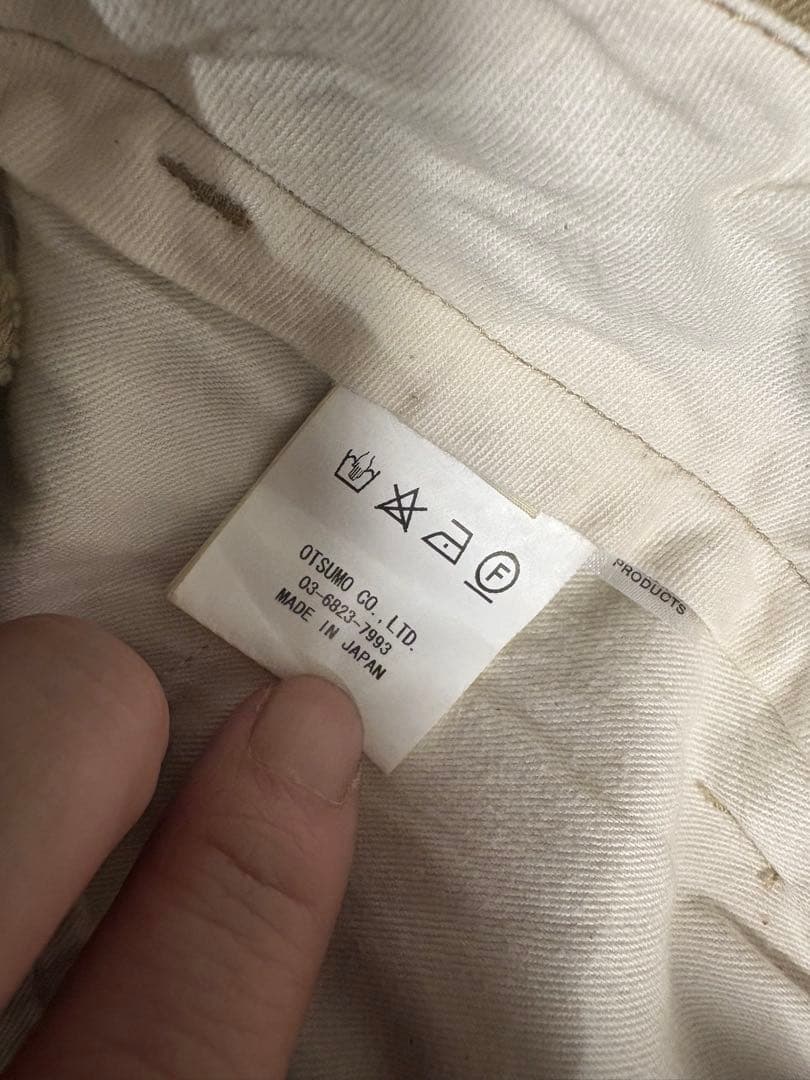 F
OTSUMO CO., LTD.
03-6823-7993
MADE IN JAPAN
PRODUCTS